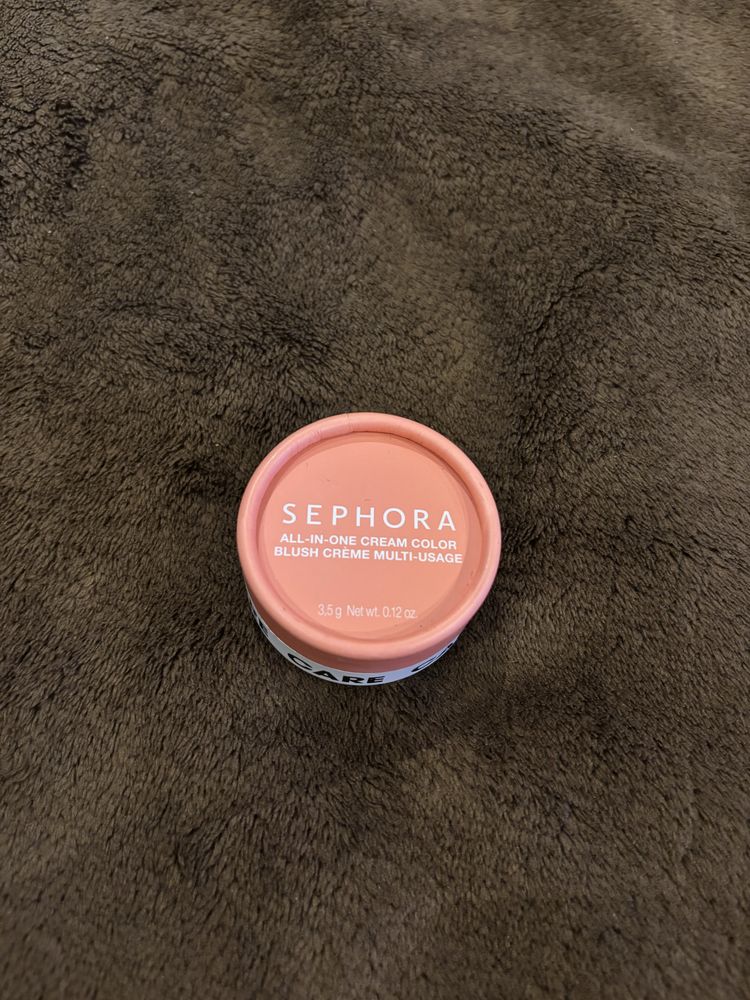 SEPHORA
ALL-IN-ONE CREAM COLOR
BLUSH CRÈME MULTI-USAGE
3,5 g Net wt. 0.12 oz.
CARE